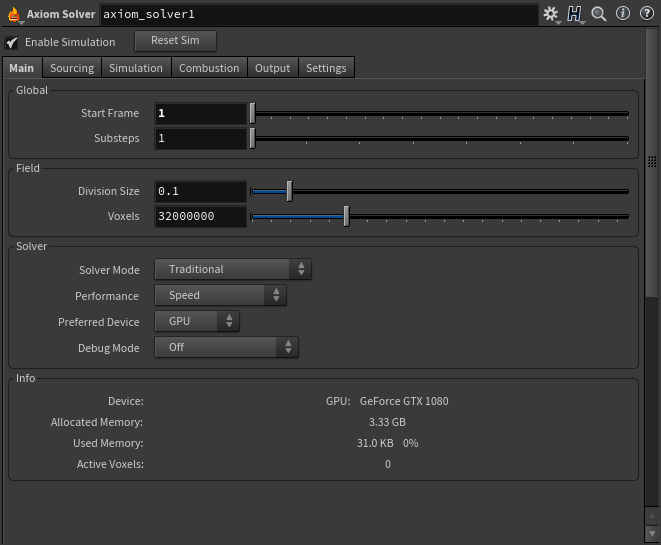 Axiom Solver axiom_solver1
Enable Simulation Reset Sim
Main Sourcing Simulation Combustion Output Settings
Global
Start Frame 1
Substeps 1
Field
Division Size 0.1
Voxels 32000000
Solver
Solver Mode Traditional
Performance Speed
Preferred Device GPU
Debug Mode Off
Info
Device: GPU: GeForce GTX 1080
Allocated Memory: 3.33 GB
Used Memory: 31.0 KB 0%
Active Voxels: 0